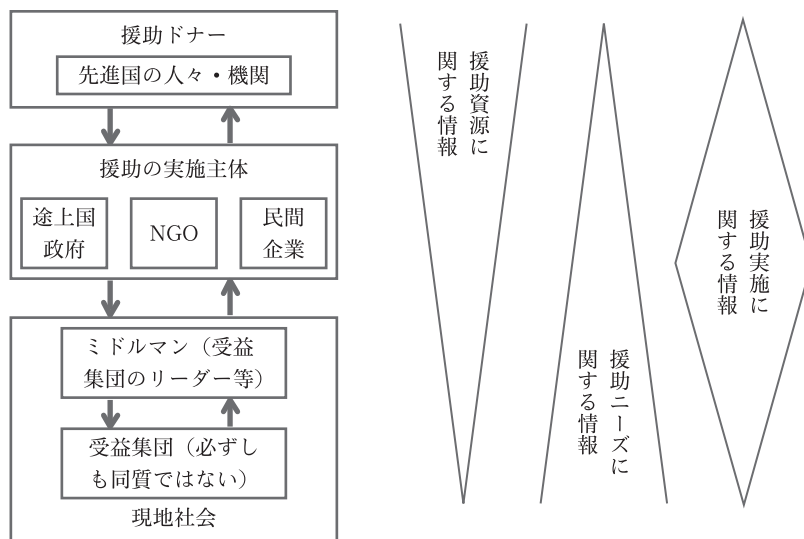 援助ドナー
先進国の人々・機関
援助の実施主体
途上国
政府
NGO
民間
企業
ミドルマン（受益
集団のリーダー等）
受益集団（必ずし
も同質ではない）
現地社会
援助資源に
関する情報
援助ニーズに
関する情報
援助実施に
関する情報